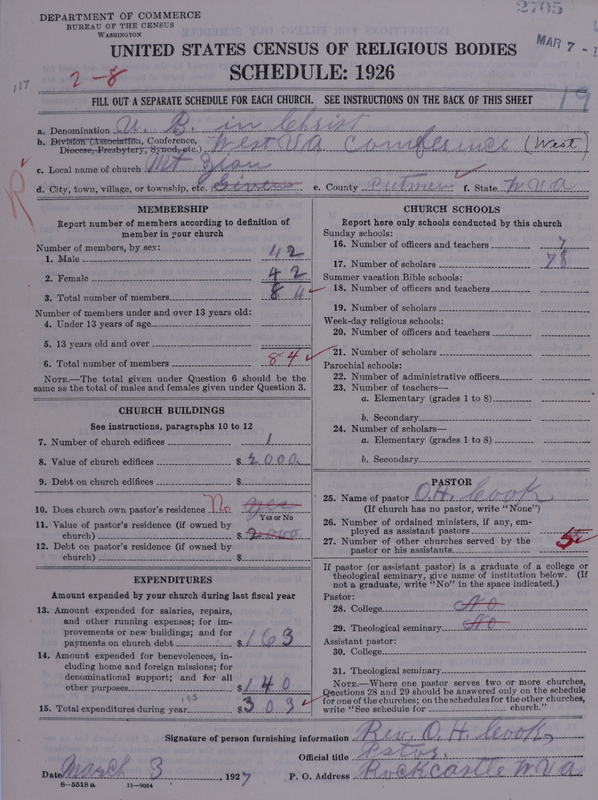 DEPARTMENT OF COMMERCE
BUREAU OF THE CENSUS
WASHINGTON
2705
MAR 7 - 1
UNITED STATES CENSUS OF RELIGIOUS BODIES
SCHEDULE: 1926
117
2-8
FILL OUT A SEPARATE SCHEDULE FOR EACH CHURCH. SEE INSTRUCTIONS ON THE BACK OF THIS SHEET
19
a. Denomination U. B. in Christ
b. Division (Association, Conference, Diocese, Presbytery, Synod, etc.) West Va Conference (West)
c. Local name of church Mt Zion
d. City, town, village, or township, etc. Givens e. County Putmen f. State W Va
MEMBERSHIP
Report number of members according to definition of member in your church
Number of members, by sex:
1. Male 42
2. Female 42
3. Total number of members 84
Number of members under and over 13 years old:
4. Under 13 years of age
5. 13 years old and over
6. Total number of members 84
NOTE.—The total given under Question 6 should be the same as the total of males and females given under Question 3.
CHURCH BUILDINGS
See instructions, paragraphs 10 to 12
7. Number of church edifices 1
8. Value of church edifices $2000
9. Debt on church edifices $
10. Does church own pastor's residence No yes
Yes or No
11. Value of pastor's residence (if owned by church) $2000
12. Debt on pastor's residence (if owned by church) $
EXPENDITURES
Amount expended by your church during last fiscal year
13. Amount expended for salaries, repairs, and other running expenses; for improvements or new buildings; and for payments on church debt $163
14. Amount expended for benevolences, including home and foreign missions; for denominational support; and for all other purposes $140
15. Total expenditures during year $303
CHURCH SCHOOLS
Report here only schools conducted by this church
Sunday schools:
16. Number of officers and teachers 7
17. Number of scholars 78
Summer vacation Bible schools:
18. Number of officers and teachers
19. Number of scholars
Week-day religious schools:
20. Number of officers and teachers
21. Number of scholars
Parochial schools:
22. Number of administrative officers
23. Number of teachers—
a. Elementary (grades 1 to 8)
b. Secondary
24. Number of scholars—
a. Elementary (grades 1 to 8)
b. Secondary
PASTOR
25. Name of pastor O. H. Cook
(If church has no pastor, write "None")
26. Number of ordained ministers, if any, employed as assistant pastors
27. Number of other churches served by the pastor or his assistants
If pastor (or assistant pastor) is a graduate of a college or theological seminary, give name of institution below. (If not a graduate, write "No" in the space indicated.)
Pastor:
28. College No
29. Theological seminary No
Assistant pastor:
30. College
31. Theological seminary
NOTE.—Where one pastor serves two or more churches, Questions 28 and 29 should be answered only on the schedule for one of the churches; on the schedules for the other churches, write "See schedule for church."
Signature of person furnishing information Rev. O. H. Cook
Official title Pstor
Date March 3, 1927 P. O. Address Rockcastle W Va
8-5518a 11-9054